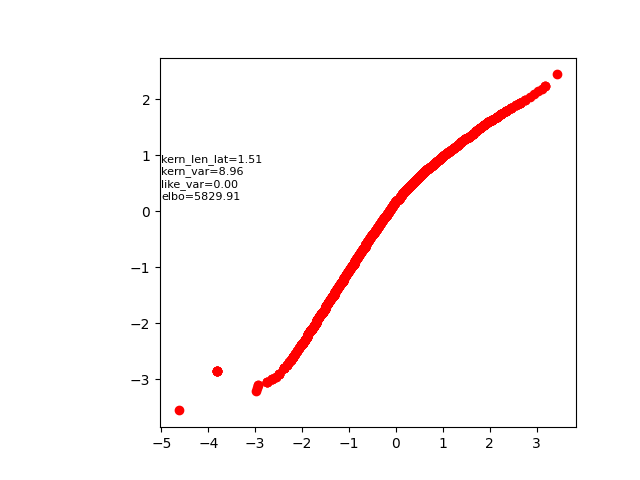 2
1
kern_len_lat=1.51
kern_var=8.96
like_var=0.00
elbo=5829.91
0
−1
−2
−3
−5 −4 −3 −2 −1 0 1 2 3